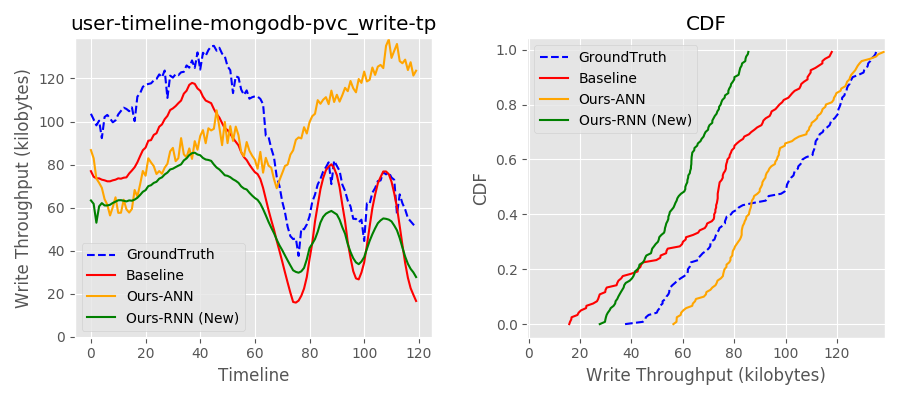 user-timeline-mongodb-pvc_write-tp
Write Throughput (kilobytes)
0
20
40
60
80
100
120
GroundTruth
Baseline
Ours-ANN
Ours-RNN (New)
0 20 40 60 80 100 120
Timeline
CDF
CDF
0.0
0.2
0.4
0.6
0.8
1.0
GroundTruth
Baseline
Ours-ANN
Ours-RNN (New)
0 20 40 60 80 100 120
Write Throughput (kilobytes)